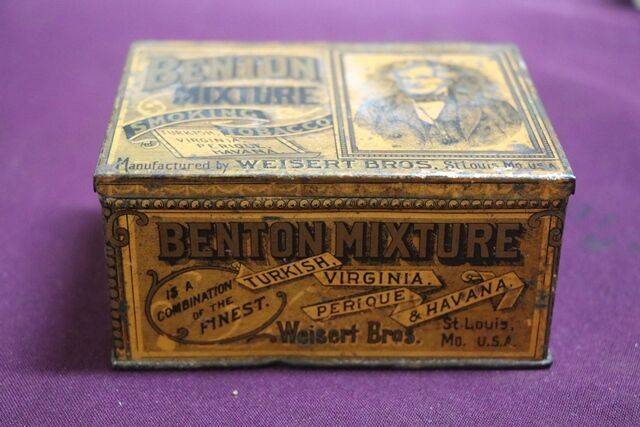 BENTON
MIXTURE
SMOKING
TOBACCO
TURKISH,
VIRGINIA,
PERIQUE
HAVANA
Manufactured by WEISERT BROS. St. Louis, Mo. U.S.
BENTON MIXTURE
IS A
COMBINATION
OF THE
FINEST.
TURKISH,
VIRGINIA.
PERIQUE
& HAVANA.
Weisert Bros. St. Louis,
Mo. U.S.A.